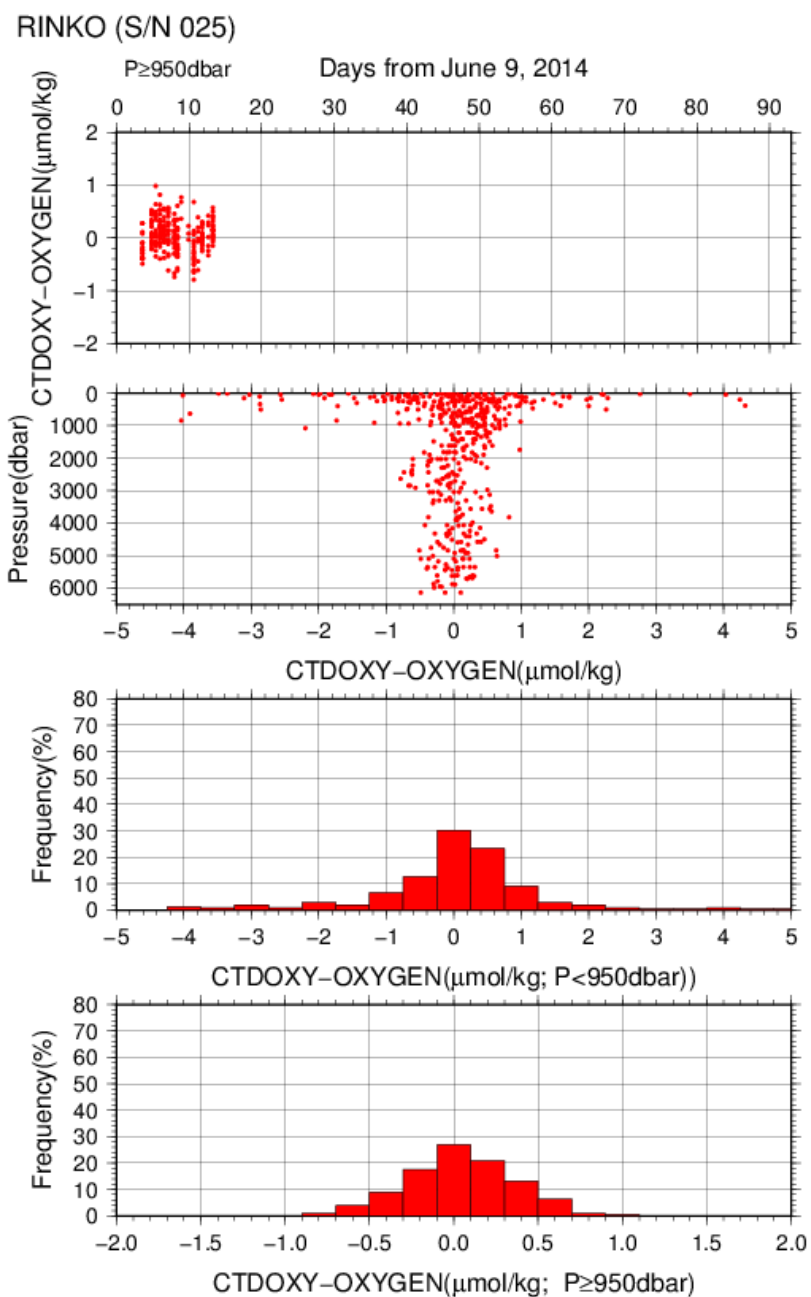 RINKO (S/N 025)
P≥950dbar Days from June 9, 2014
0 10 20 30 40 50 60 70 80 90
CTDOXY−OXYGEN(μmol/kg)
2
1
0
−1
−2
Pressure(dbar)
0
1000
2000
3000
4000
5000
6000
−5 −4 −3 −2 −1 0 1 2 3 4 5
CTDOXY−OXYGEN(μmol/kg)
Frequency(%)
80
70
60
50
40
30
20
10
0
−5 −4 −3 −2 −1 0 1 2 3 4 5
CTDOXY−OXYGEN(μmol/kg; P<950dbar))
Frequency(%)
80
70
60
50
40
30
20
10
0
−2.0 −1.5 −1.0 −0.5 0.0 0.5 1.0 1.5 2.0
CTDOXY−OXYGEN(μmol/kg; P≥950dbar)